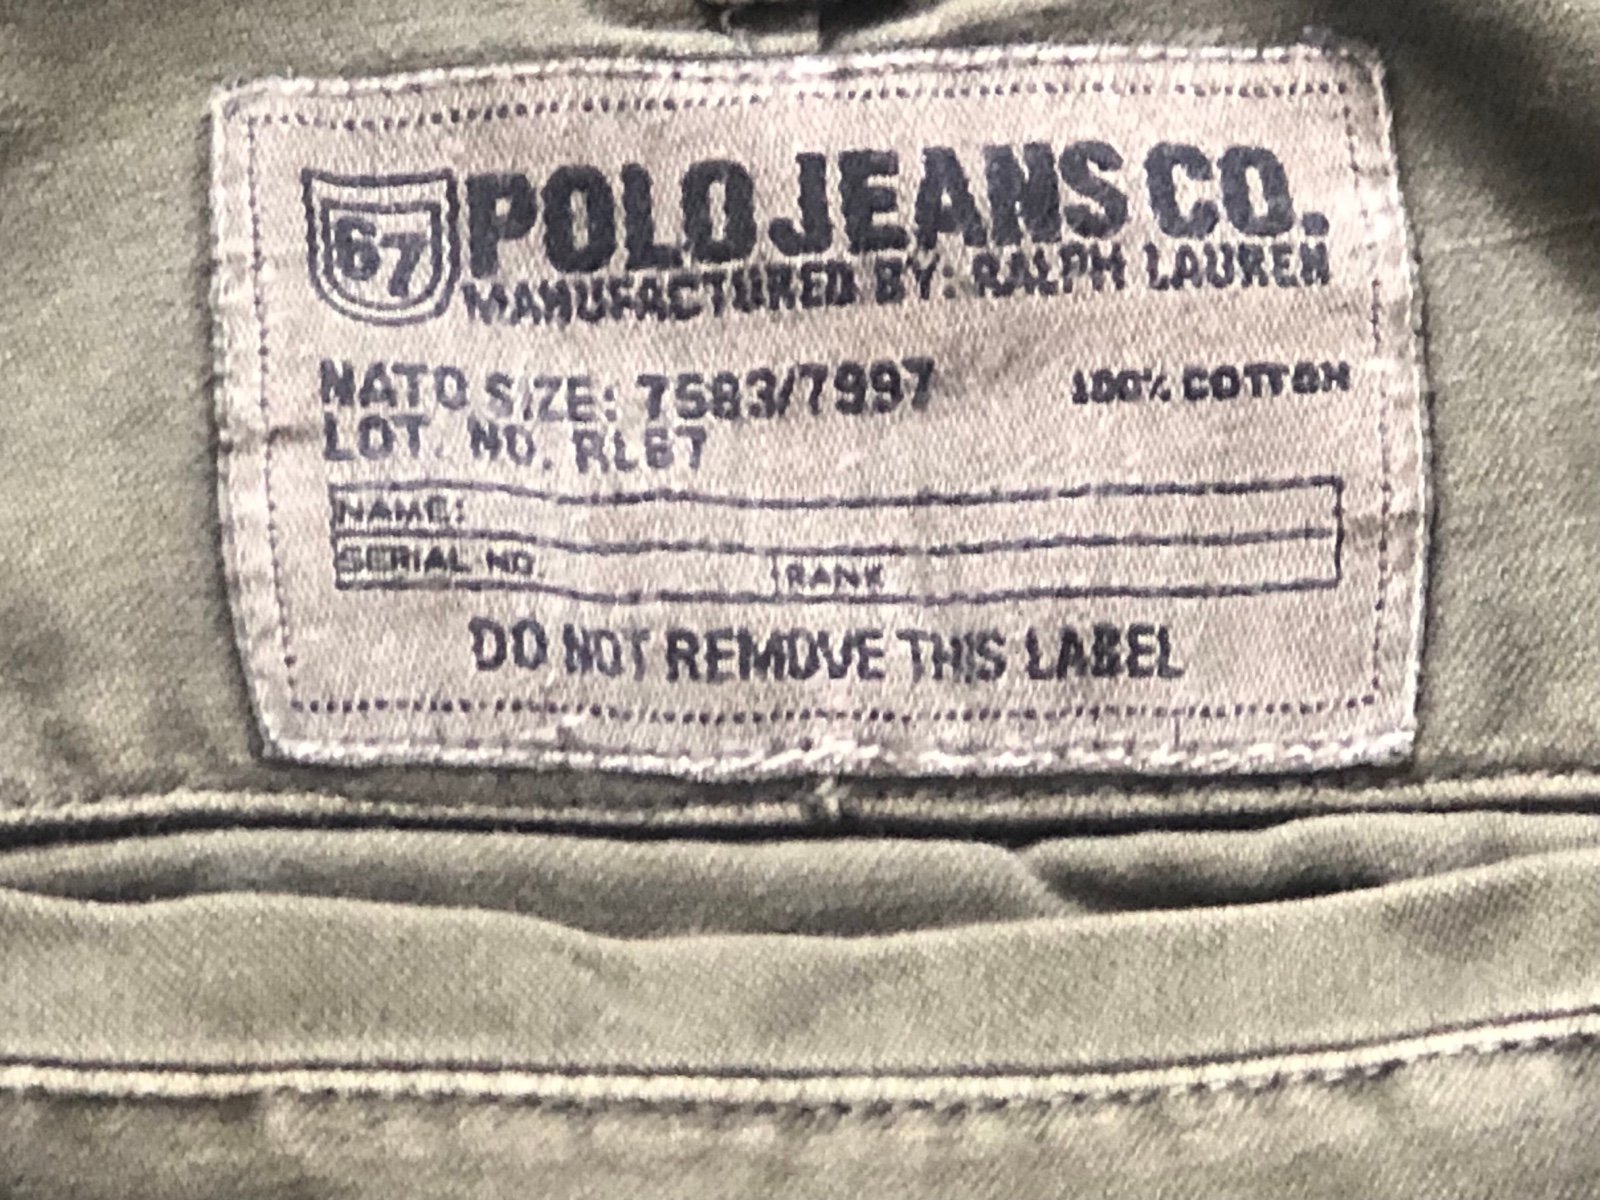 67 POLO JEANS CO.
MANUFACTURED BY: RALPH LAUREN
NATO SIZE: 7583/7997 100% COTTON
LOT. NO. RL67
NAME:
SERIAL NO RANK
DO NOT REMOVE THIS LABEL